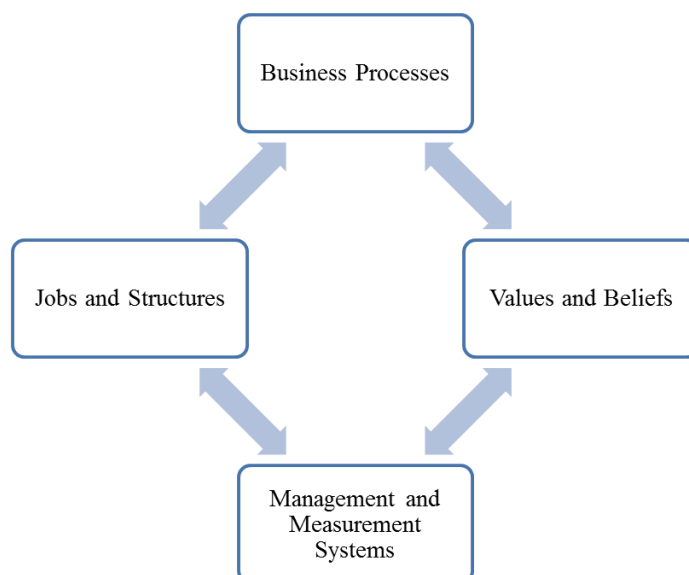 Business Processes
Jobs and Structures
Values and Beliefs
Management and
Measurement
Systems